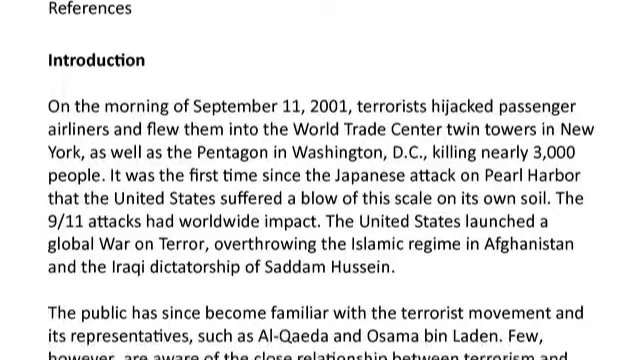 References
Introduction
On the morning of September 11, 2001, terrorists hijacked passenger
airliners and flew them into the World Trade Center twin towers in New
York, as well as the Pentagon in Washington, D.C., killing nearly 3,000
people. It was the first time since the Japanese attack on Pearl Harbor
that the United States suffered a blow of this scale on its own soil. The
9/11 attacks had worldwide impact. The United States launched a
global War on Terror, overthrowing the Islamic regime in Afghanistan
and the Iraqi dictatorship of Saddam Hussein.
The public has since become familiar with the terrorist movement and
its representatives, such as Al-Qaeda and Osama bin Laden. Few,
however, are aware of the close relationship between terrorism and